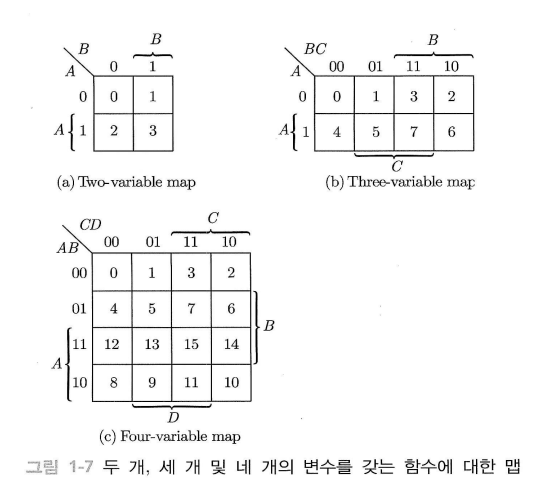 B B
A 0 1
0 0 1
A 1 2 3
(a) Two-variable map
BC B
A 00 01 11 10
0 0 1 3 2
A 1 4 5 7 6
C
(b) Three-variable map
CD C
AB 00 01 11 10
00 0 1 3 2
01 4 5 7 6
B
11 12 13 15 14
A
10 8 9 11 10
D
(c) Four-variable map
그림 1-7 두 개, 세 개 및 네 개의 변수를 갖는 함수에 대한 맵